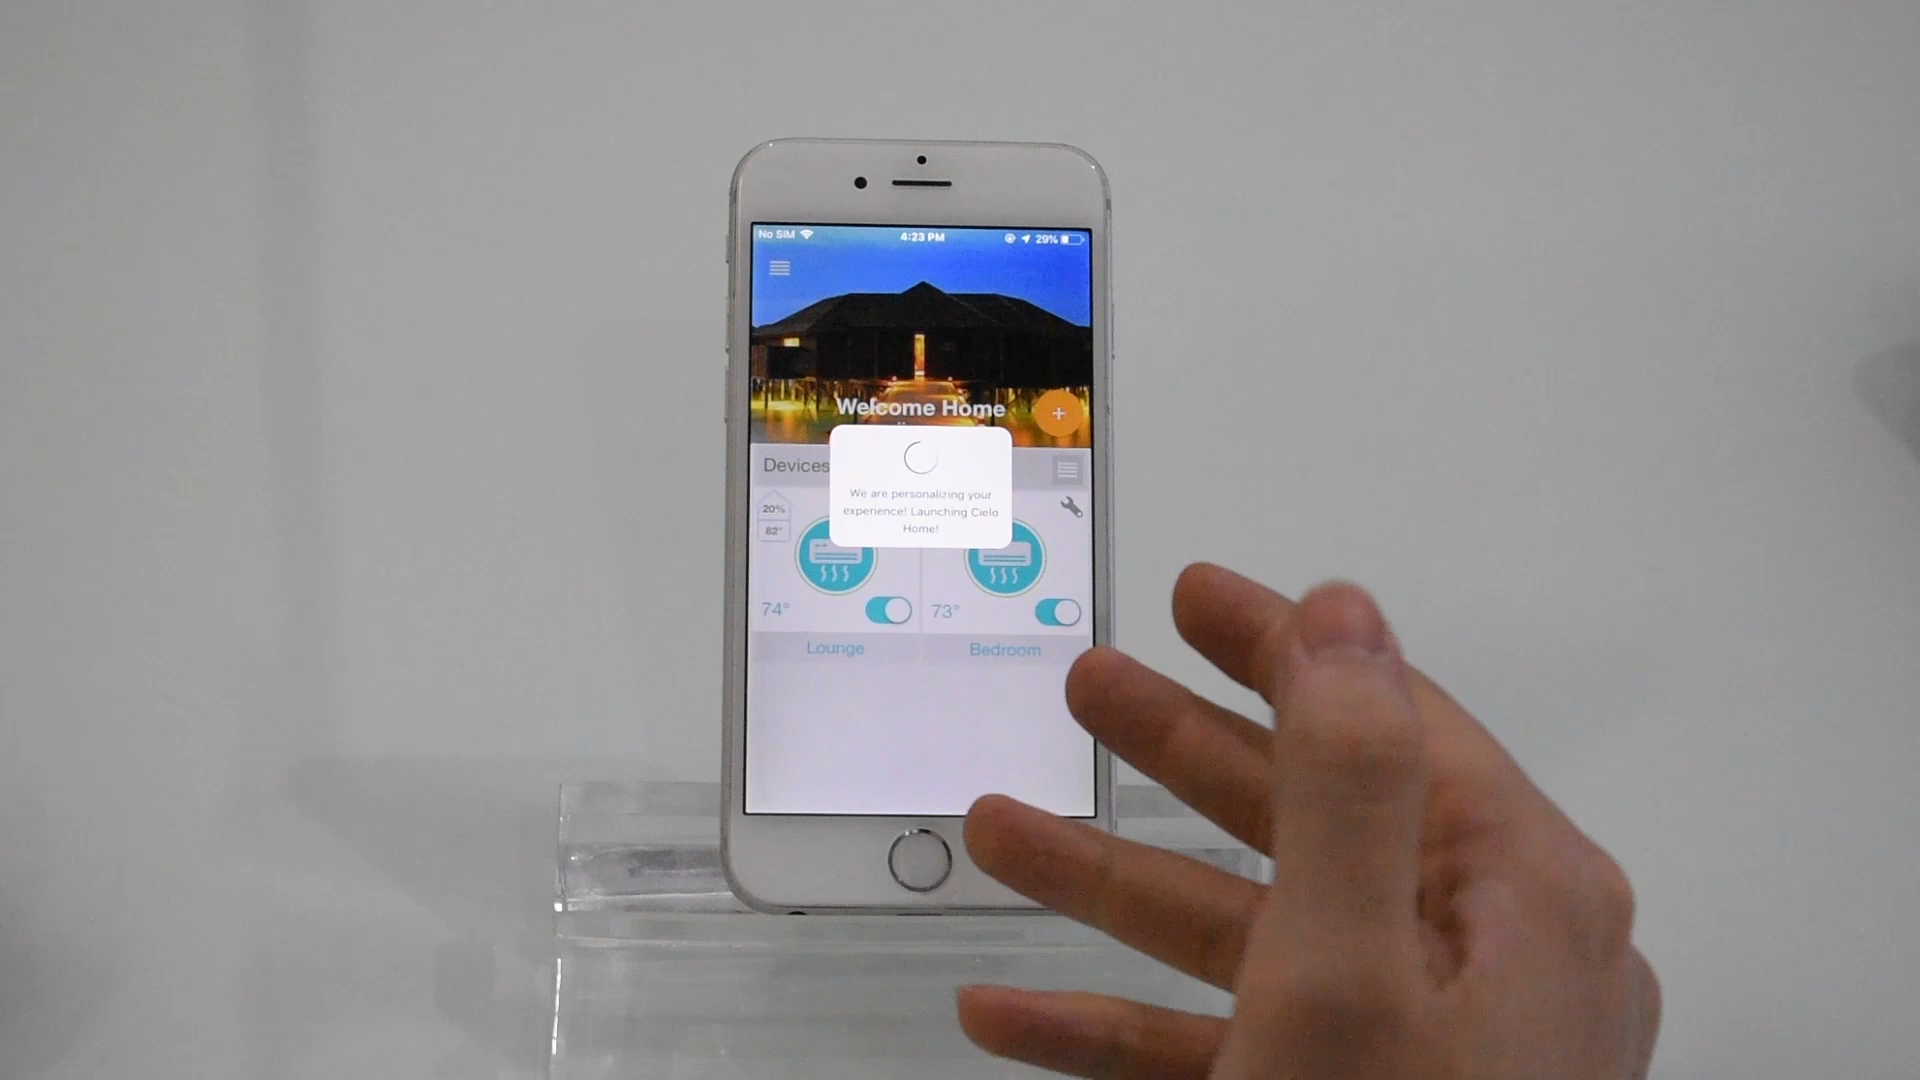 No SIM 4:23 PM 29%
Welcome Home
+
Devices
We are personalizing your
experience! Launching Cielo
Home!
20%
82°
74° 73°
Lounge Bedroom